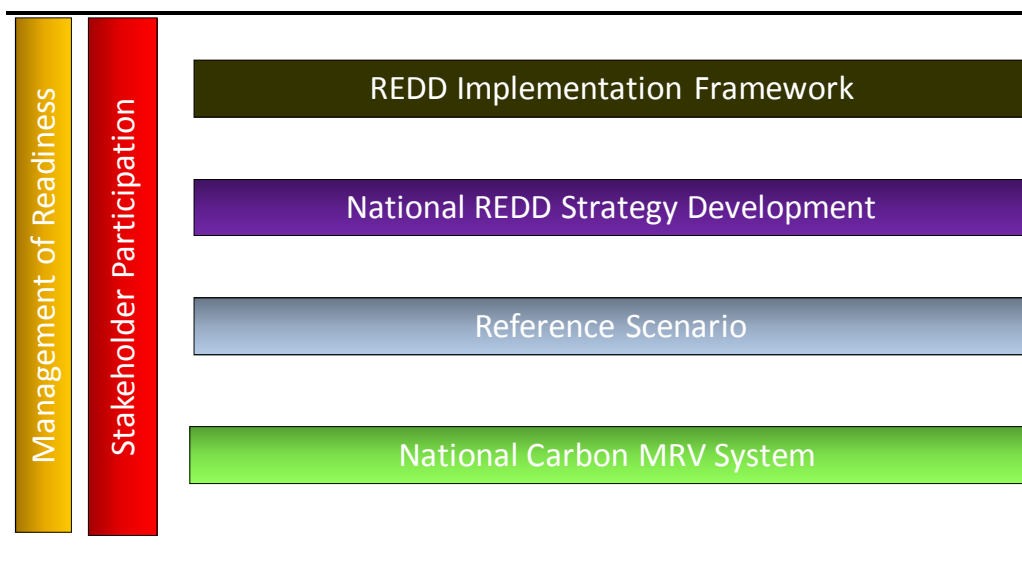 Management of Readiness
Stakeholder Participation
REDD Implementation Framework
National REDD Strategy Development
Reference Scenario
National Carbon MRV System